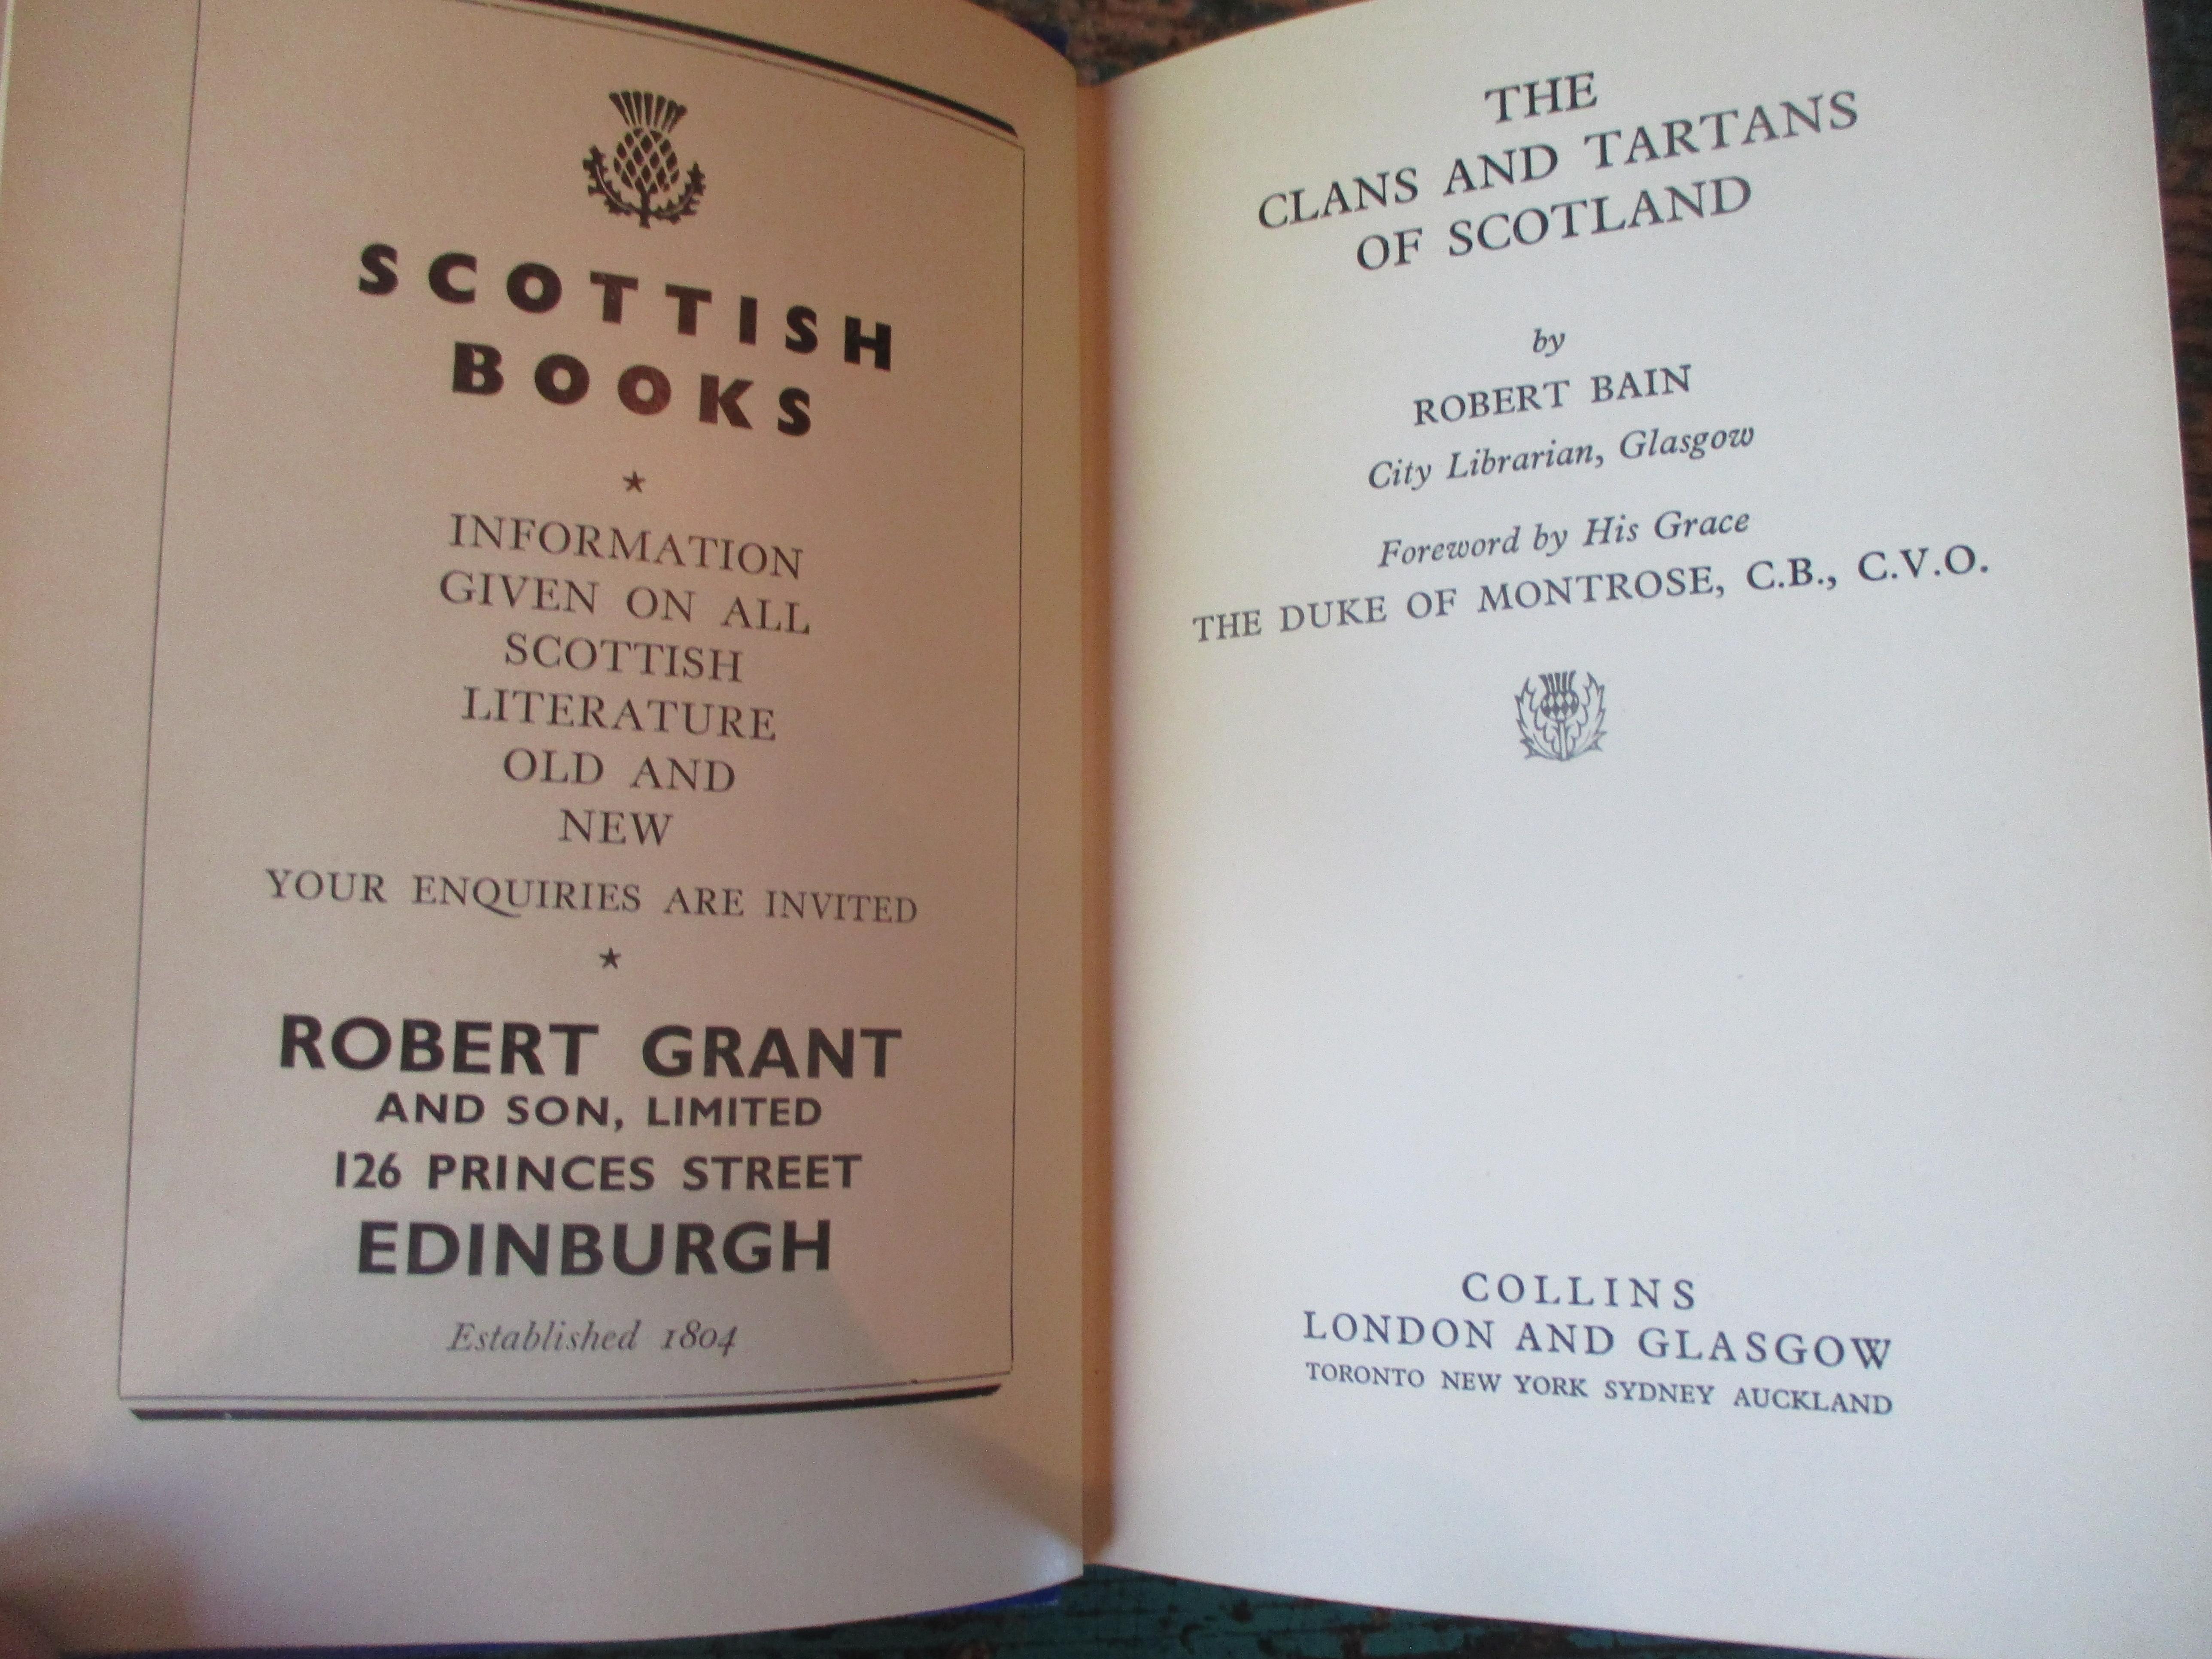 SCOTTISH
BOOKS
★
INFORMATION
GIVEN ON ALL
SCOTTISH
LITERATURE
OLD AND
NEW
YOUR ENQUIRIES ARE INVITED
★
ROBERT GRANT
AND SON, LIMITED
126 PRINCES STREET
EDINBURGH
Established 1804
THE
CLANS AND TARTANS
OF SCOTLAND
by
ROBERT BAIN
City Librarian, Glasgow
Foreword by His Grace
THE DUKE OF MONTROSE, C.B., C.V.O.
COLLINS
LONDON AND GLASGOW
TORONTO NEW YORK SYDNEY AUCKLAND